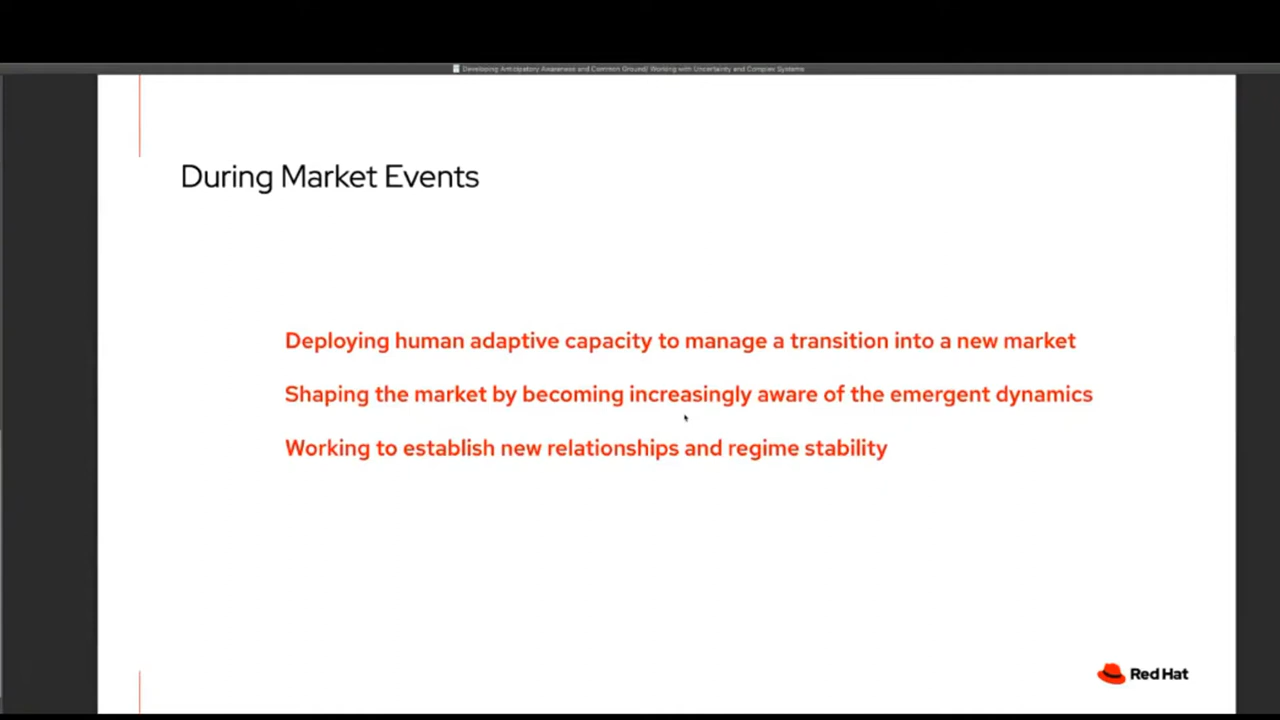 Developing Anticipatory Awareness and Common Ground/ Working with Uncertainty and Complex Systems
During Market Events
Deploying human adaptive capacity to manage a transition into a new market
Shaping the market by becoming increasingly aware of the emergent dynamics
Working to establish new relationships and regime stability
Red Hat